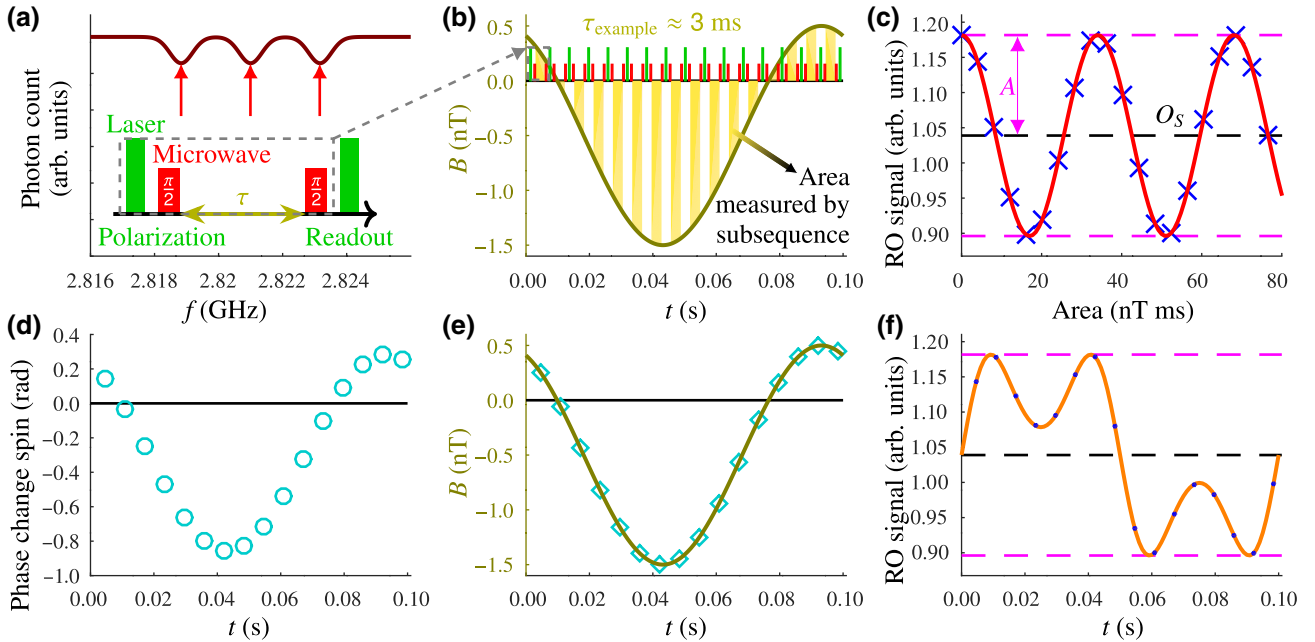 (a)
Photon count
(arb. units)
Laser
Microwave
π/2
τ
π/2
Polarization
Readout
2.816 2.818 2.82 2.822 2.824
f (GHz)
(b)
τexample ≈ 3 ms
B (nT)
0.5
0.0
−0.5
−1.0
−1.5
Area
measured by
subsequence
0.00 0.02 0.04 0.06 0.08 0.10
t (s)
(c)
RO signal (arb. units)
1.20
1.15
1.10
1.05
1.00
0.95
0.90
A
OS
0 20 40 60 80
Area (nT ms)
(d)
Phase change spin (rad)
0.4
0.2
0.0
−0.2
−0.4
−0.6
−0.8
−1.0
0.00 0.02 0.04 0.06 0.08 0.10
t (s)
(e)
B (nT)
0.5
0.0
−0.5
−1.0
−1.5
0.00 0.02 0.04 0.06 0.08 0.10
t (s)
(f)
RO signal (arb. units)
1.20
1.15
1.10
1.05
1.00
0.95
0.90
0.00 0.02 0.04 0.06 0.08 0.10
t (s)